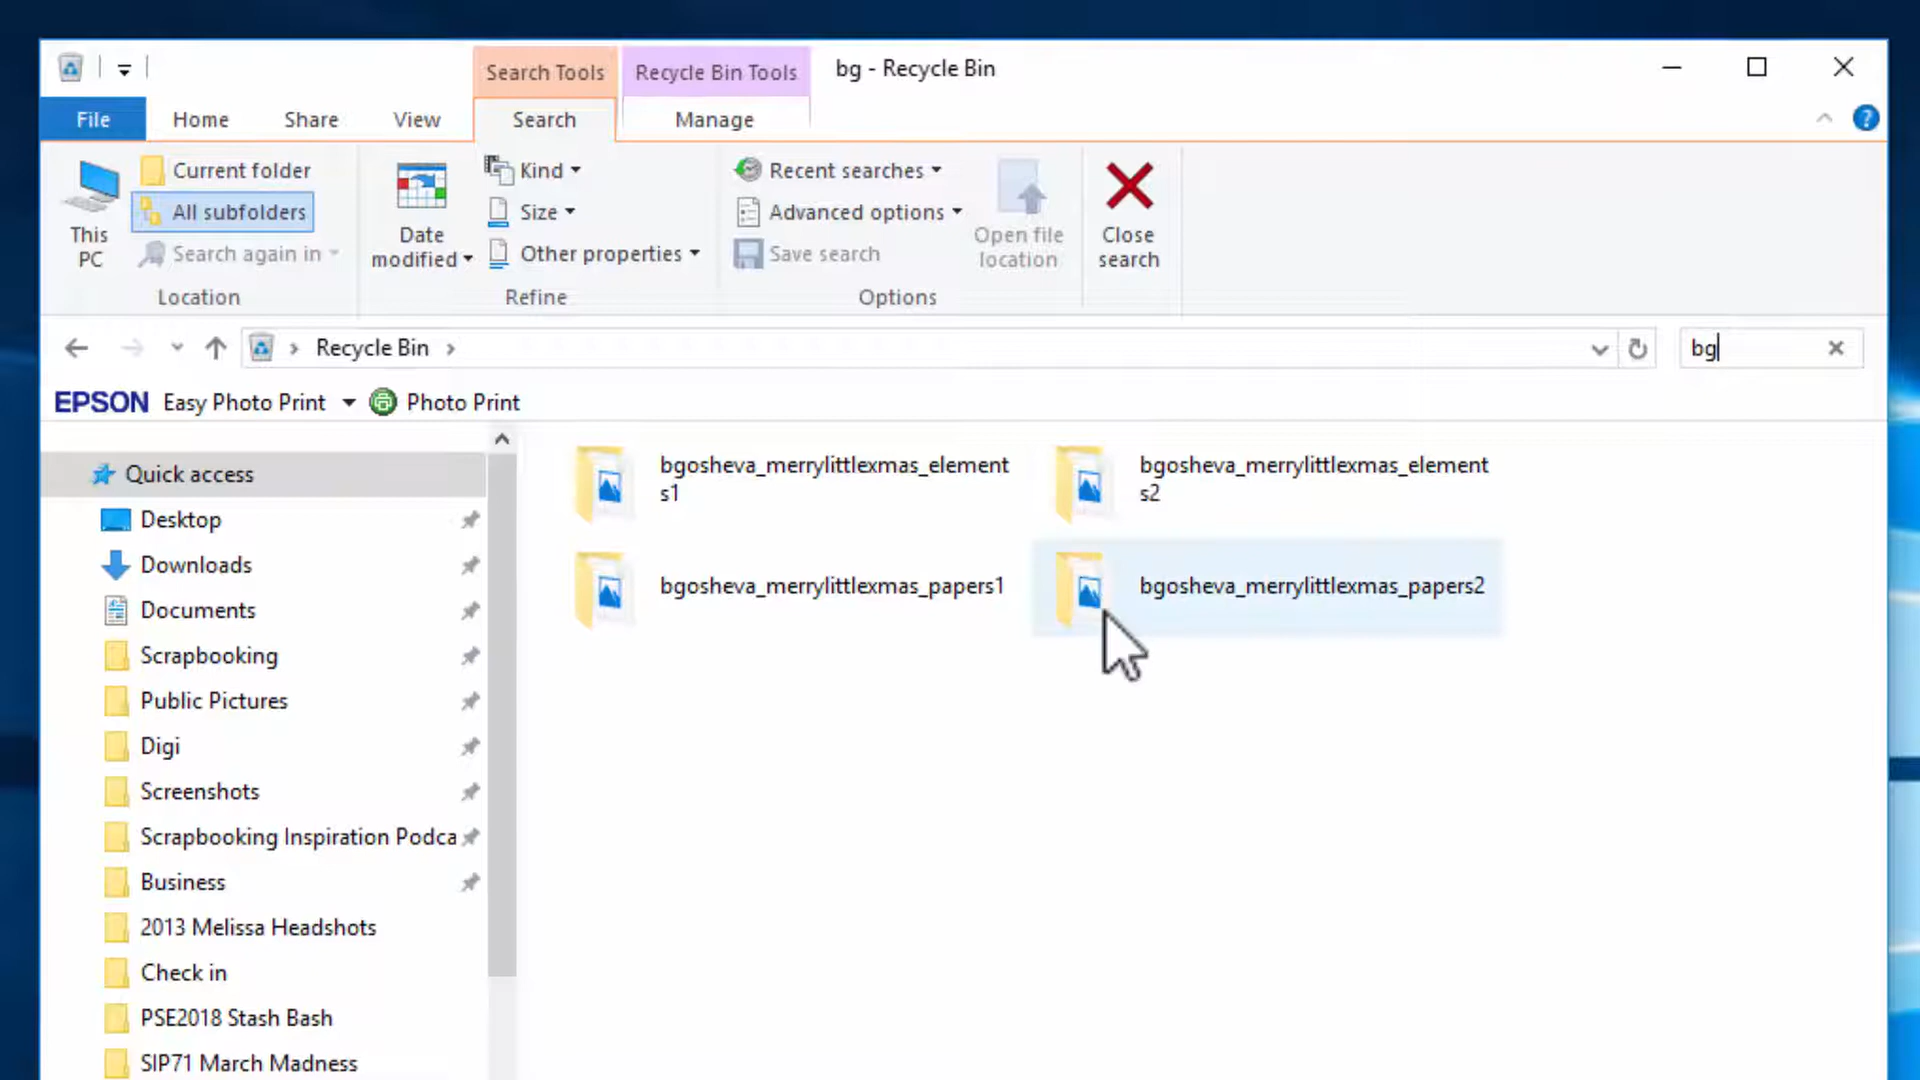 Search Tools
Recycle Bin Tools
bg - Recycle Bin
File
Home
Share
View
Search
Manage
?
This
PC
Current folder
All subfolders
Search again in
Location
Date
modified
Kind
Size
Other properties
Refine
Recent searches
Advanced options
Save search
Open file
location
Options
Close
search
Recycle Bin
bg
EPSON Easy Photo Print
Photo Print
Quick access
Desktop
Downloads
Documents
Scrapbooking
Public Pictures
Digi
Screenshots
Scrapbooking Inspiration Podca
Business
2013 Melissa Headshots
Check in
PSE2018 Stash Bash
SIP71 March Madness
bgosheva_merrylittlexmas_element
s1
bgosheva_merrylittlexmas_element
s2
bgosheva_merrylittlexmas_papers1
bgosheva_merrylittlexmas_papers2